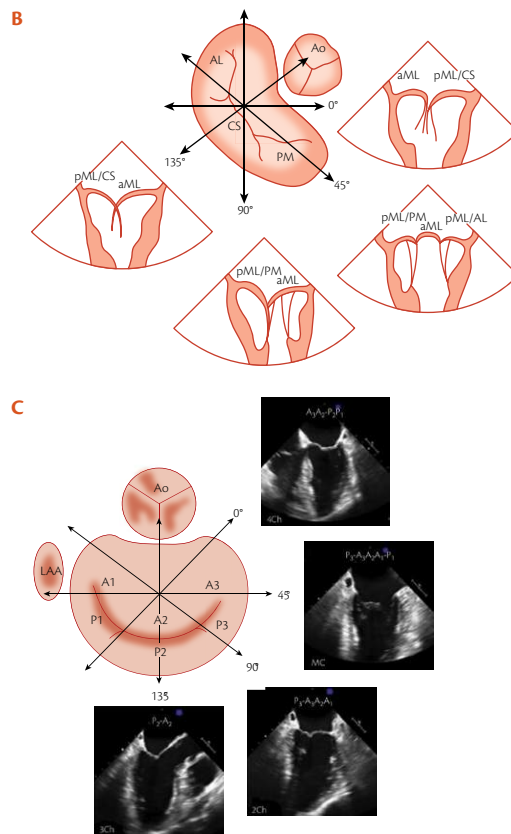 B
AL
Ao
0°
CS
PM
135°
45°
90°
aML pML/CS
pML/CS
aML
pML/PM pML/AL
aML
pML/PM
aML
C
A₃A₂-P₂P₁
4Ch
Ao
0°
LAA
A1
A3
45°
P1
A2
P3
P2
90°
135°
P₃-A₃A₂A₁-P₁
MC
P₃-A₂
3Ch
P₃-A₃A₂A₁
2Ch